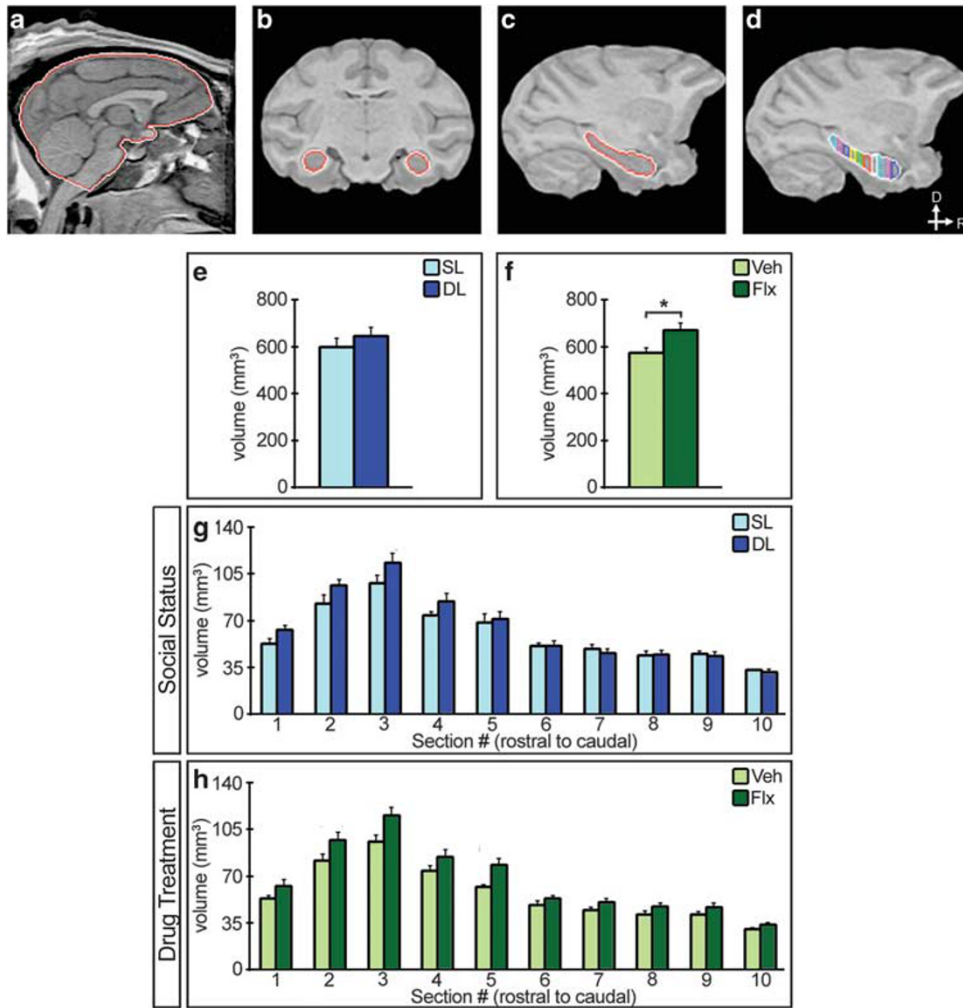 a
b
c
d
D
R
e
SL
DL
800
600
400
200
0
volume (mm³)
f
Veh
Flx
800
600
400
200
0
volume (mm³)
*
Social Status
g
SL
DL
140
105
70
35
0
volume (mm³)
1 2 3 4 5 6 7 8 9 10
Section # (rostral to caudal)
Drug Treatment
h
Veh
Flx
140
105
70
35
0
volume (mm³)
1 2 3 4 5 6 7 8 9 10
Section # (rostral to caudal)